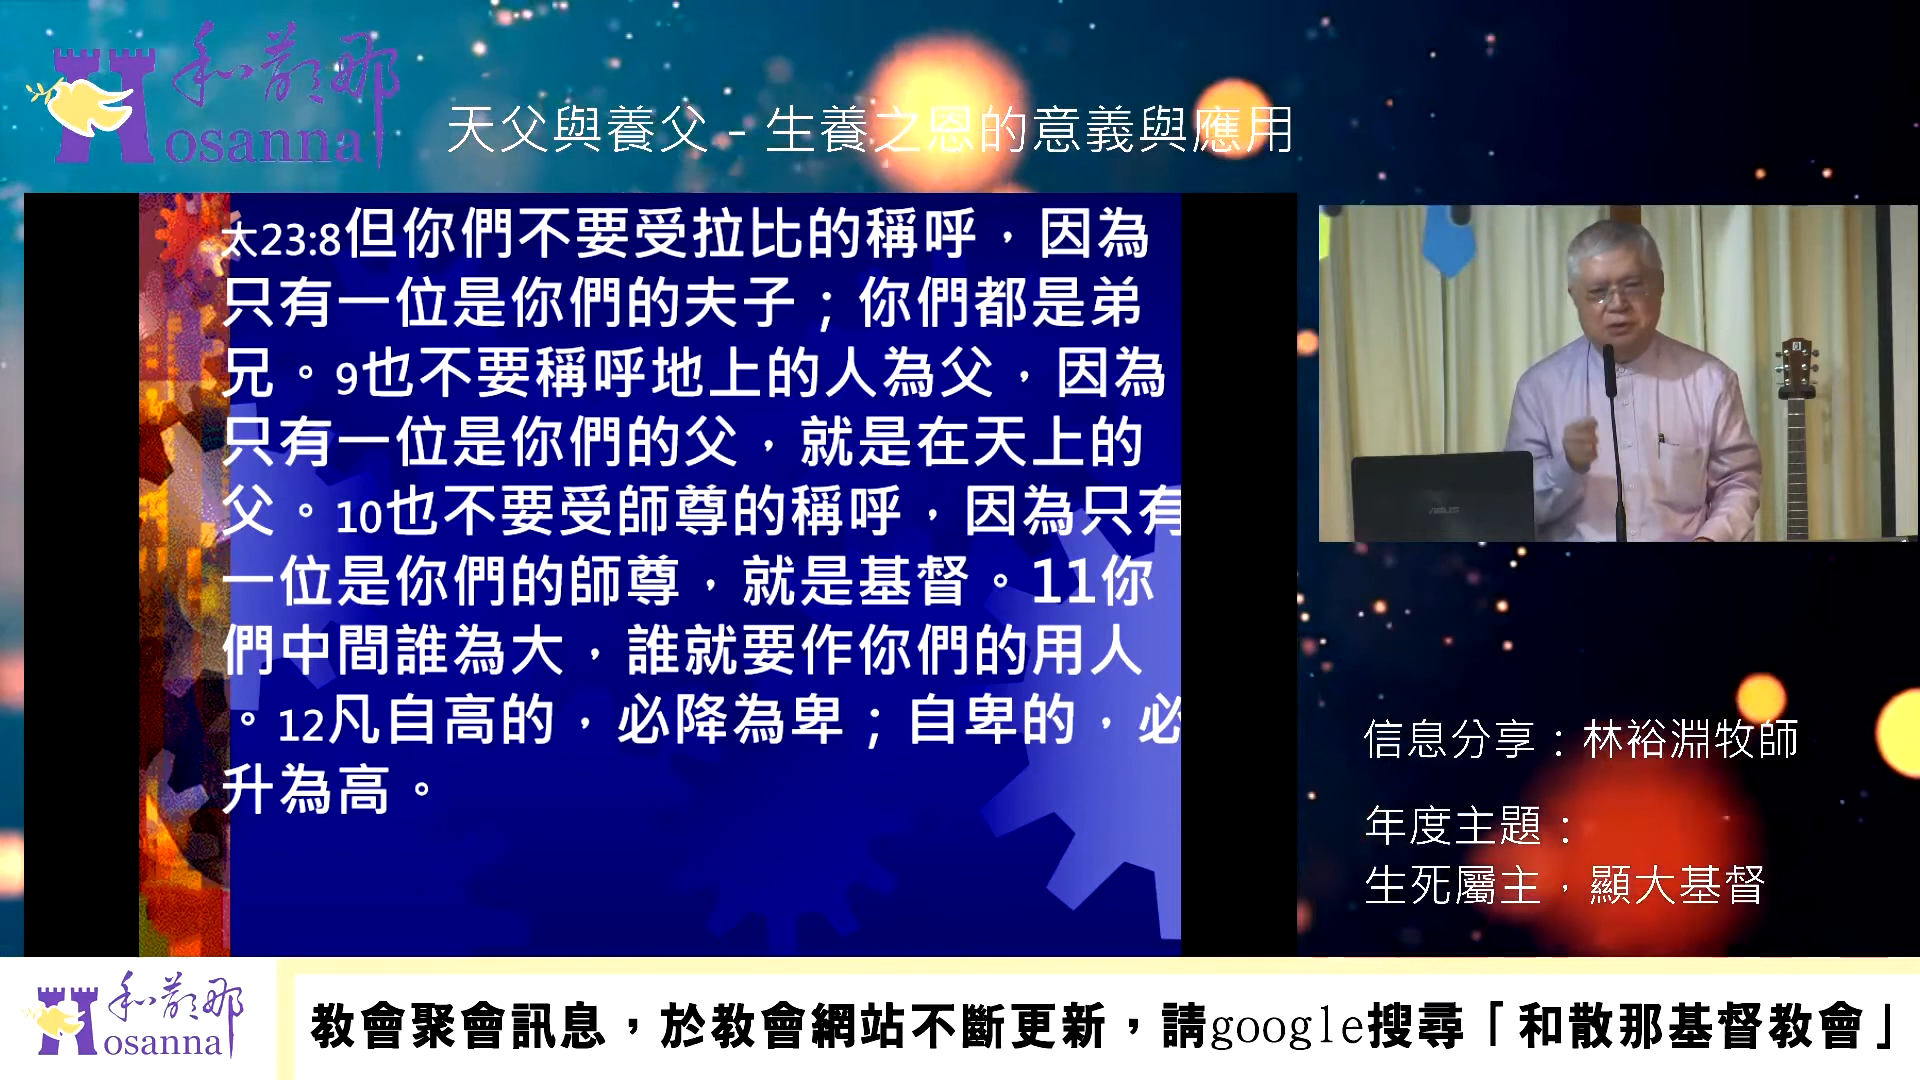 和散那
Hosanna
天父與養父 - 生養之恩的意義與應用
太23:8但你們不要受拉比的稱呼，因為
只有一位是你們的夫子；你們都是弟
兄。9也不要稱呼地上的人為父，因為
只有一位是你們的父，就是在天上的
父。10也不要受師尊的稱呼，因為只有
一位是你們的師尊，就是基督。11你
們中間誰為大，誰就要作你們的用人
。12凡自高的，必降為卑；自卑的，必
升為高。
ASUS
信息分享：林裕淵牧師
年度主題：
生死屬主，顯大基督
和散那
Hosanna
教會聚會訊息，於教會網站不斷更新，請google搜尋「和散那基督教會」